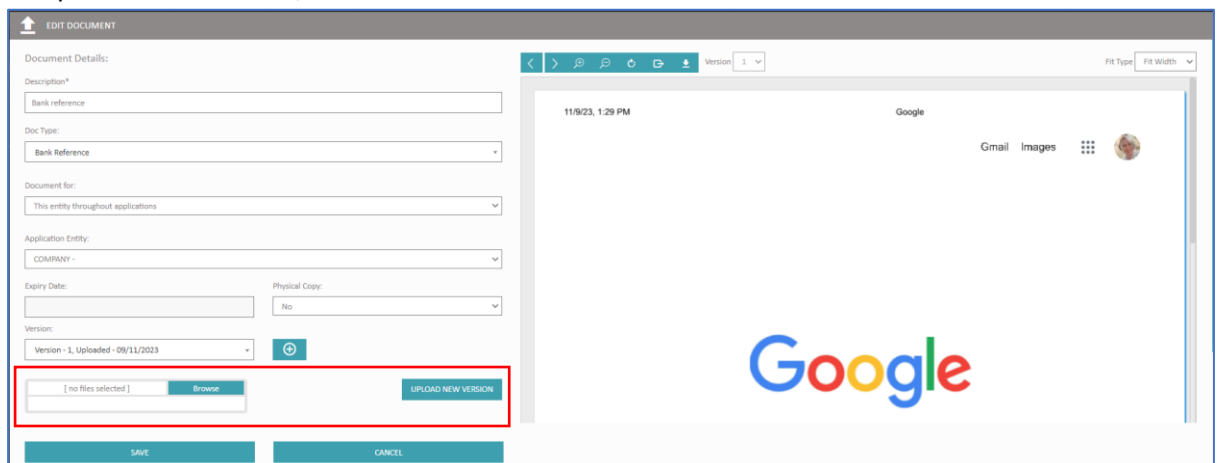 EDIT DOCUMENT
Document Details:
Description*
Bank reference
Doc Type:
Bank Reference
Document for:
This entity throughout applications
Application Entity:
COMPANY -
Expiry Date:
Physical Copy:
No
Version:
Version - 1, Uploaded - 09/11/2023
[ no files selected ] Browse
UPLOAD NEW VERSION
SAVE
CANCEL
Version 1
Fit Type Fit Width
11/9/23, 1:29 PM Google
Gmail Images
Google